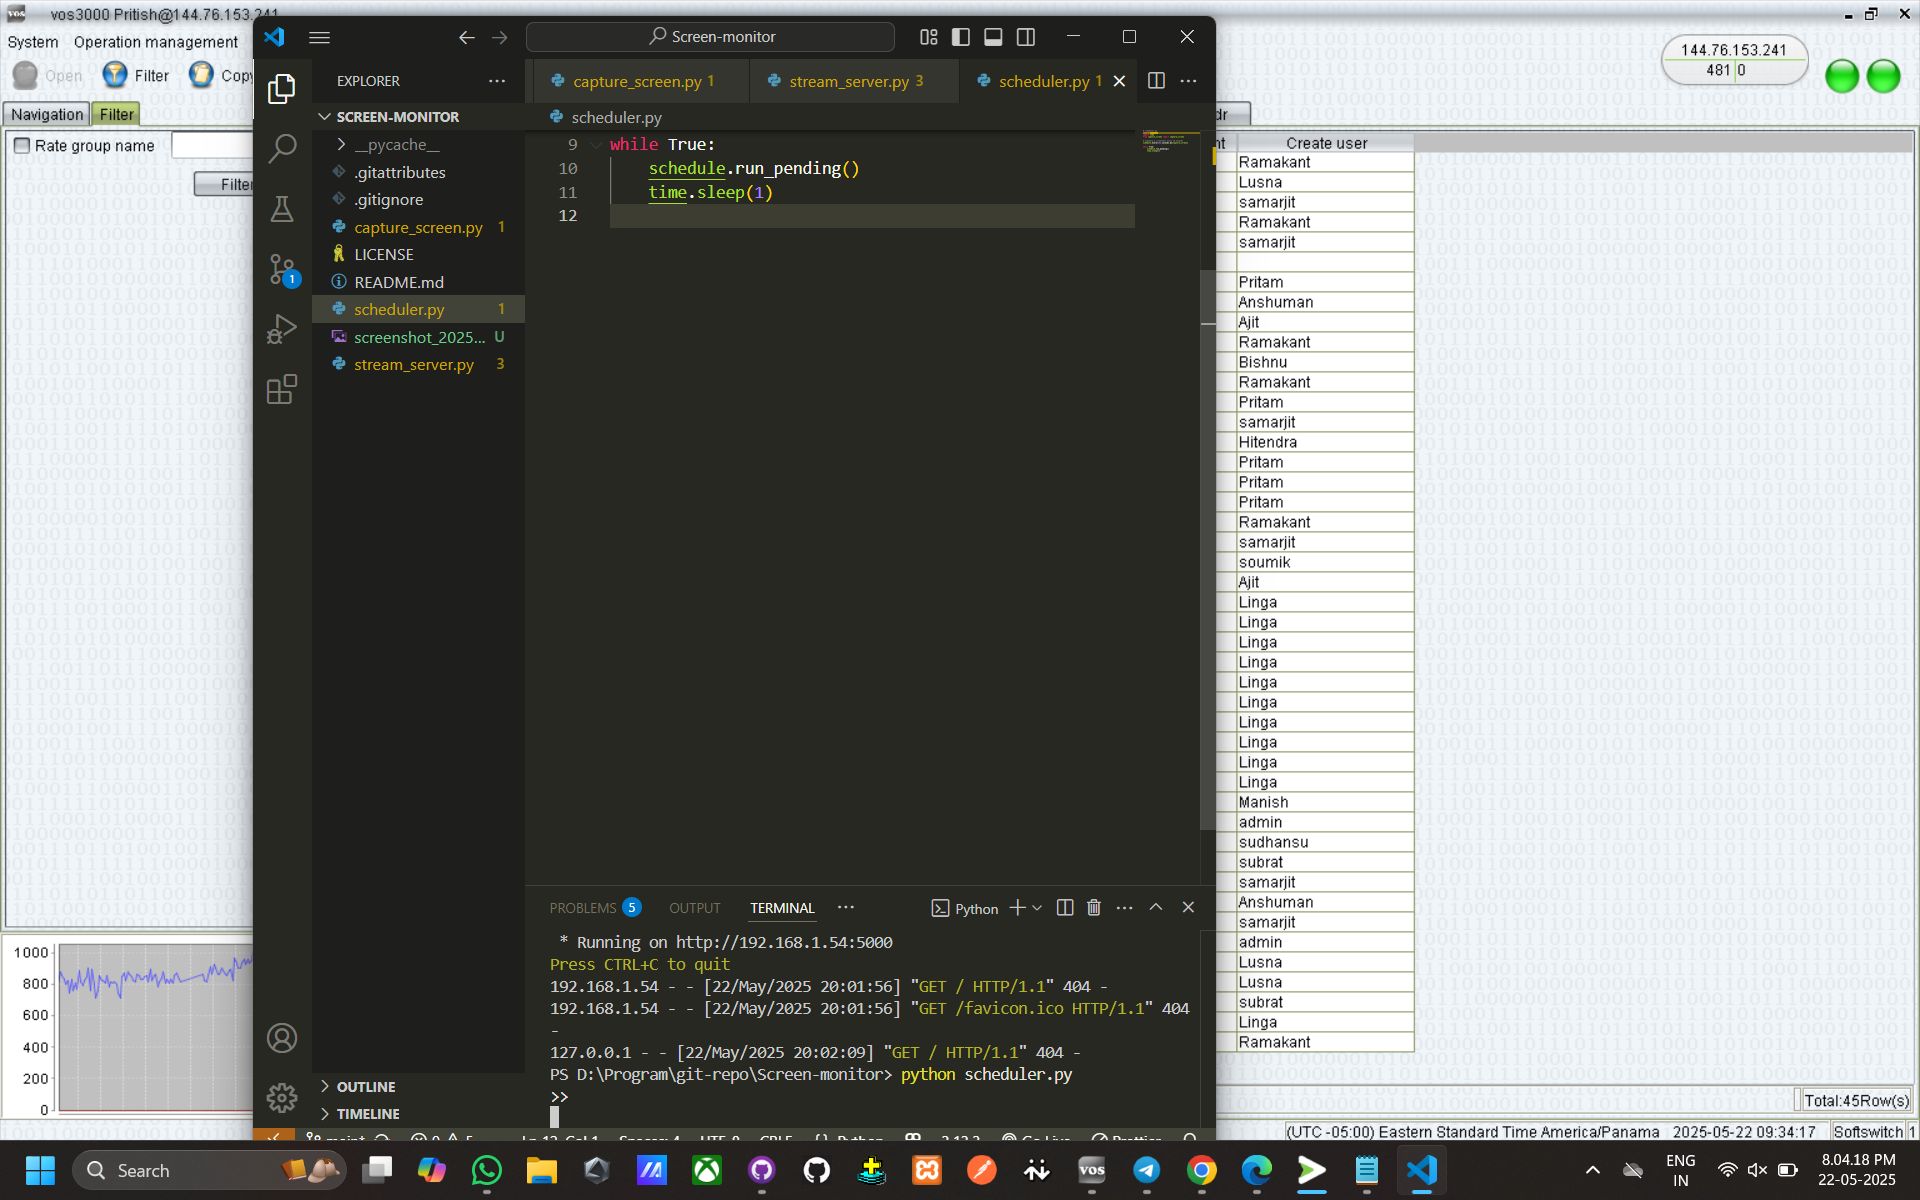 vos3000 Pritish@144.76.153.241
System Operation management
Open Filter Copy
Navigation Filter
Rate group name
Filter
1000
800
600
400
200
0
Screen-monitor
EXPLORER
SCREEN-MONITOR
__pycache__
.gitattributes
.gitignore
capture_screen.py 1
LICENSE
README.md
scheduler.py 1
screenshot_2025... U
stream_server.py 3
1
OUTLINE
TIMELINE
capture_screen.py 1
stream_server.py 3
scheduler.py 1
scheduler.py
9 while True:
10 schedule.run_pending()
11 time.sleep(1)
12
PROBLEMS 5 OUTPUT TERMINAL
Python
* Running on http://192.168.1.54:5000
Press CTRL+C to quit
192.168.1.54 - - [22/May/2025 20:01:56] "GET / HTTP/1.1" 404 -
192.168.1.54 - - [22/May/2025 20:01:56] "GET /favicon.ico HTTP/1.1" 404
-
127.0.0.1 - - [22/May/2025 20:02:09] "GET / HTTP/1.1" 404 -
PS D:\Program\git-repo\Screen-monitor> python scheduler.py
>>
144.76.153.241
481 0
Create user
Ramakant
Lusna
samarjit
Ramakant
samarjit
Pritam
Anshuman
Ajit
Ramakant
Bishnu
Ramakant
Pritam
samarjit
Hitendra
Pritam
Pritam
Pritam
Ramakant
samarjit
soumik
Ajit
Linga
Linga
Linga
Linga
Linga
Linga
Linga
Linga
Linga
Linga
Manish
admin
sudhansu
subrat
samarjit
Anshuman
samarjit
admin
Lusna
Lusna
subrat
Linga
Ramakant
Total:45Row(s)
(UTC -05:00) Eastern Standard Time America/Panama 2025-05-22 09:34:17 Softswitch 1
Search
vos
ENG
IN
8.04.18 PM
22-05-2025